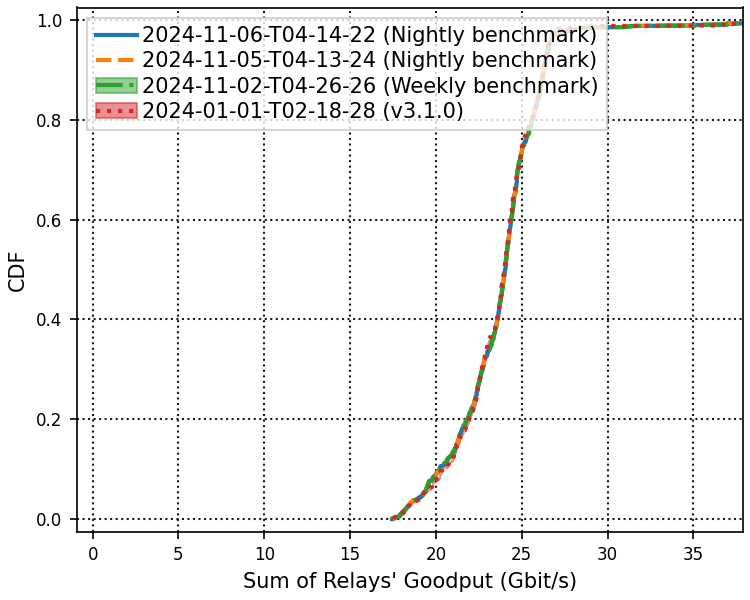 1.0
0.8
0.6
0.4
0.2
0.0
CDF
2024-11-06-T04-14-22 (Nightly benchmark)
2024-11-05-T04-13-24 (Nightly benchmark)
2024-11-02-T04-26-26 (Weekly benchmark)
2024-01-01-T02-18-28 (v3.1.0)
0 5 10 15 20 25 30 35
Sum of Relays' Goodput (Gbit/s)